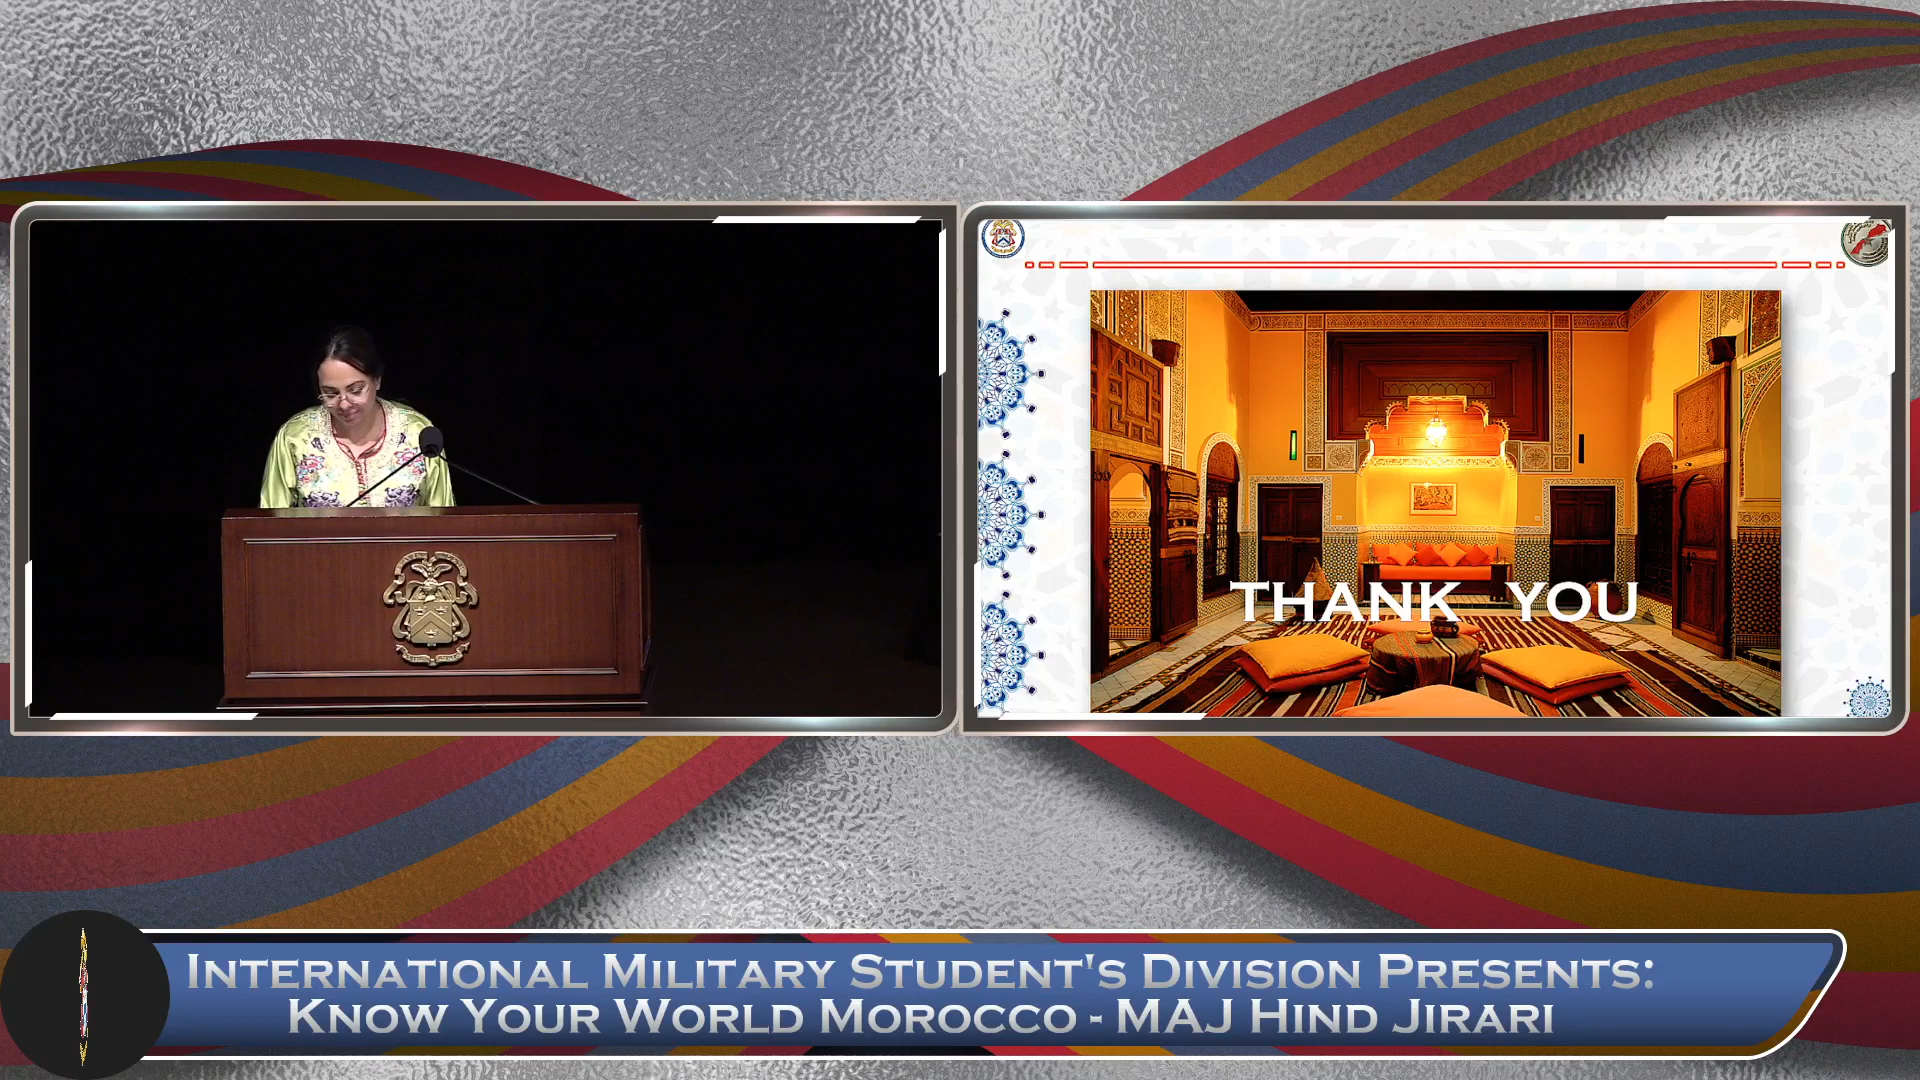 THANK YOU
International Military Student's Division Presents:
Know Your World Morocco - MAJ Hind Jirari